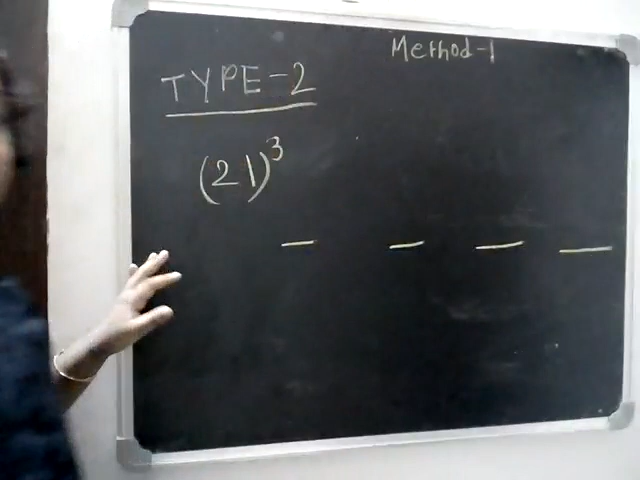 Method-1
TYPE-2
(21)³
— — — —